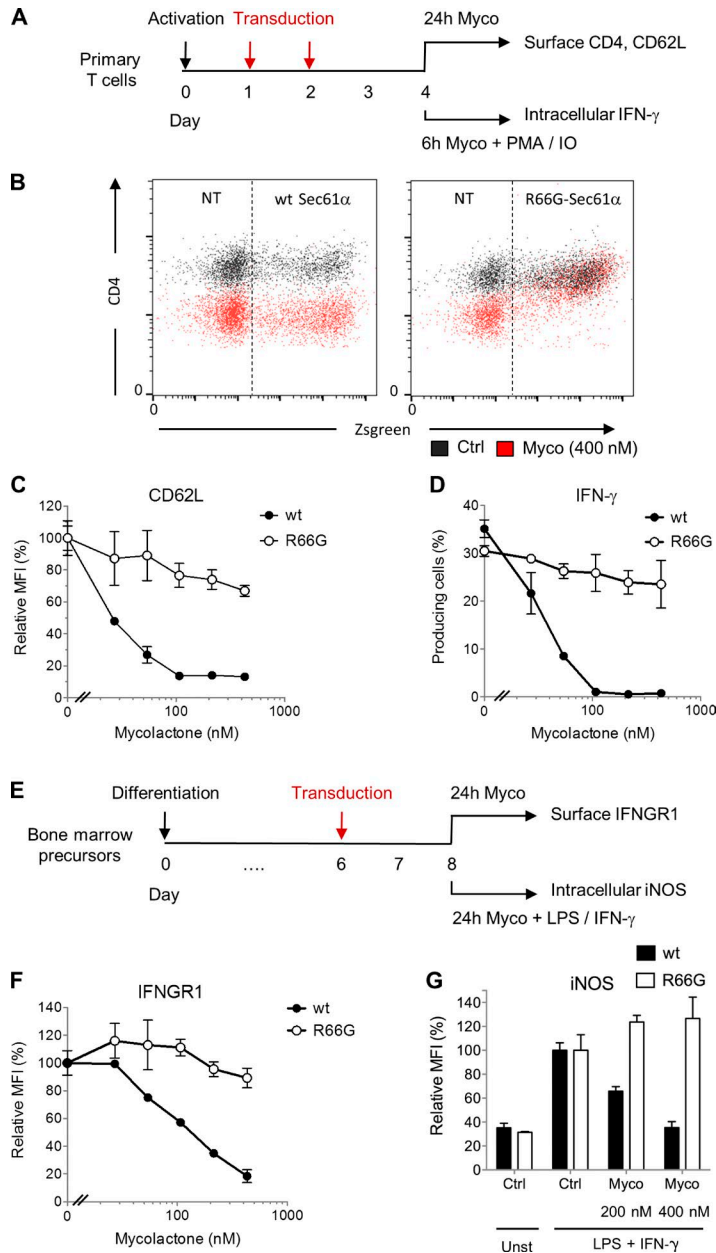 A
Activation Transduction 24h Myco
Surface CD4, CD62L
Primary
T cells
0 1 2 3 4
Day
Intracellular IFN-γ
6h Myco + PMA / IO
B
NT wt Sec61α NT R66G-Sec61α
CD4
0 0
0 0
Zsgreen
Ctrl Myco (400 nM)
C
CD62L
wt
R66G
Relative MFI (%)
120
100
80
60
40
20
0
0 100 1000
Mycolactone (nM)
D
IFN-γ
wt
R66G
Producing cells (%)
40
30
20
10
0
0 100 1000
Mycolactone (nM)
E
Differentiation Transduction 24h Myco
Surface IFNGR1
Bone marrow
precursors
0 .... 6 7 8
Day
Intracellular iNOS
24h Myco + LPS / IFN-γ
F
IFNGR1
wt
R66G
Relative MFI (%)
140
120
100
80
60
40
20
0
0 100 1000
Mycolactone (nM)
G
wt
R66G
iNOS
Relative MFI (%)
140
120
100
80
60
40
20
0
Ctrl Ctrl Myco Myco
200 nM 400 nM
Unst LPS + IFN-γ